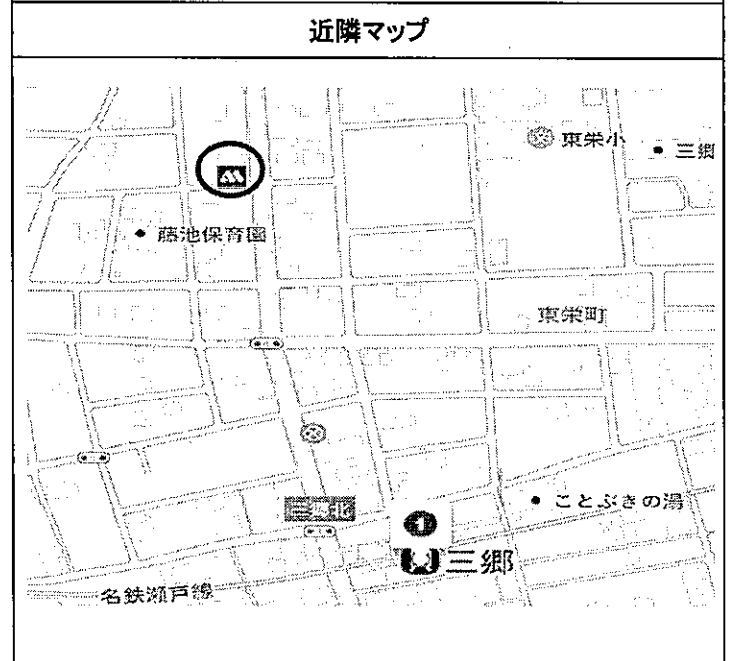 近隣マップ
東栄小
三郷
藤池保育園
東栄町
三郷北
ことぶきの湯
1
三郷
名鉄瀬戸線